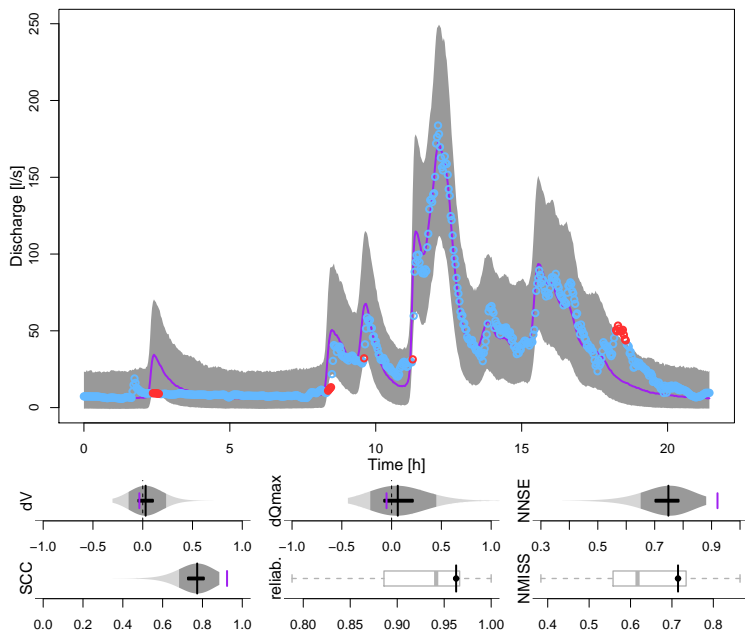 250
200
150
100
50
0
Discharge [l/s]
0 5 10 15 20
Time [h]
dV
−1.0 −0.5 0.0 0.5 1.0
dQmax
−1.0 −0.5 0.0 0.5 1.0
NNSE
0.3 0.5 0.7 0.9
SCC
0.0 0.2 0.4 0.6 0.8 1.0
reliab.
0.80 0.85 0.90 0.95 1.00
NMISS
0.4 0.5 0.6 0.7 0.8